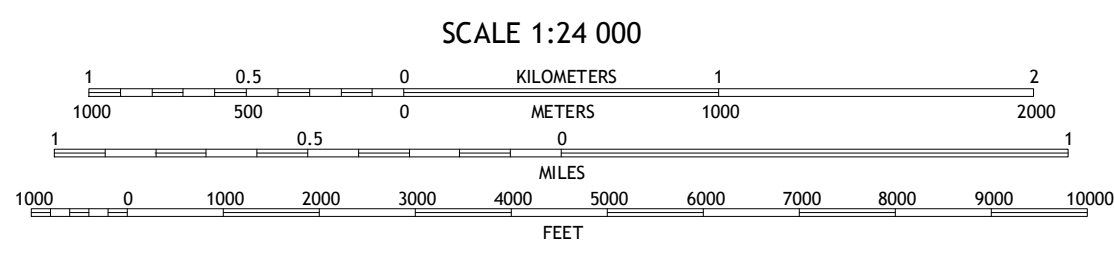 SCALE 1:24 000
1 0.5 0 KILOMETERS 1 2
1000 500 0 METERS 1000 2000
1 0.5 0 1
MILES
1000 0 1000 2000 3000 4000 5000 6000 7000 8000 9000 10000
FEET